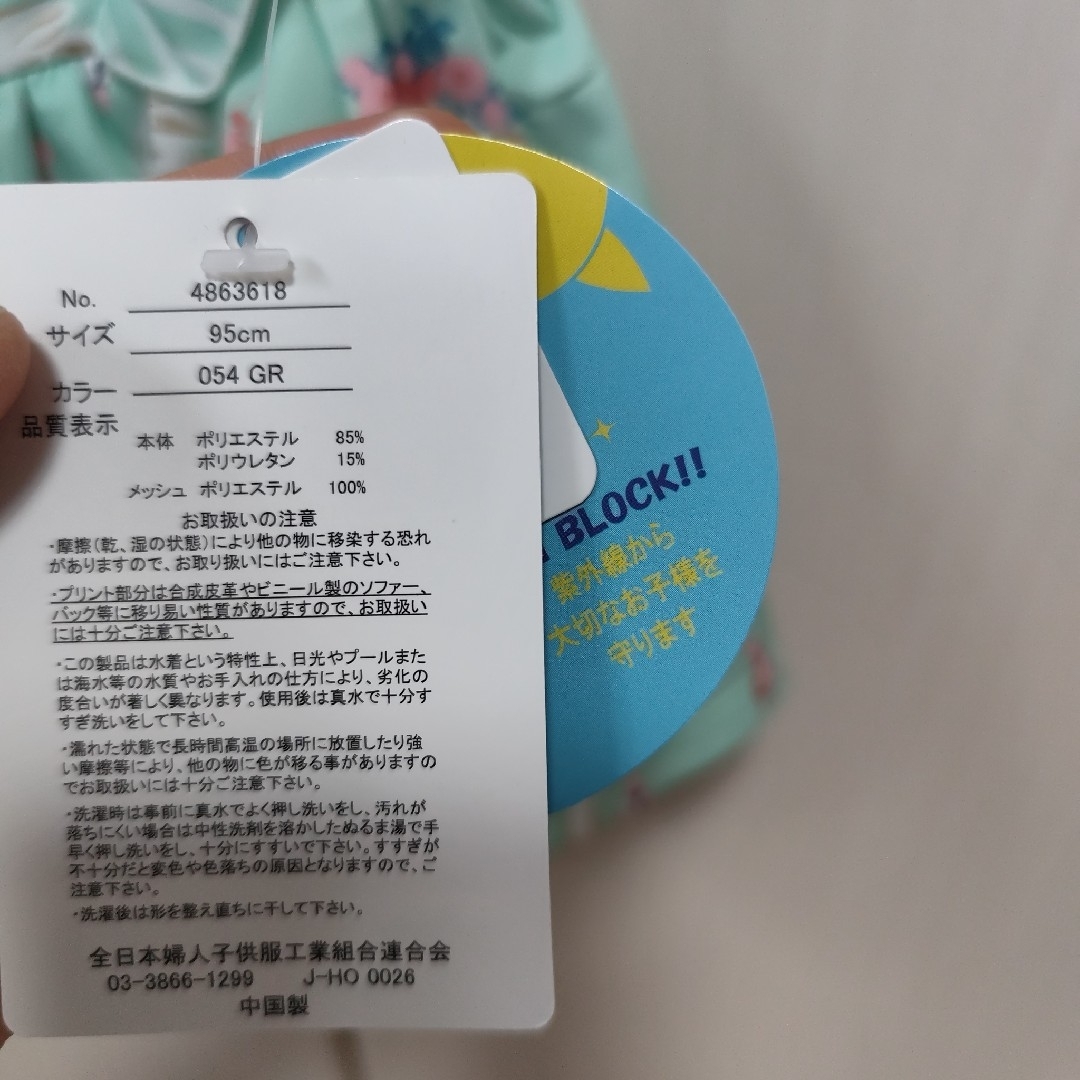 No. 4863618
サイズ 95cm
カラー 054 GR
品質表示
本体 ポリエステル 85%
ポリウレタン 15%
メッシュ ポリエステル 100%
お取扱いの注意
・摩擦(乾、湿の状態)により他の物に移染する恐れ
がありますので、お取り扱いにはご注意下さい。
・プリント部分は合成皮革やビニール製のソファー、
バック等に移り易い性質がありますので、お取扱い
には十分ご注意下さい。
・この製品は水着という特性上、日光やプールまた
は海水等の水質やお手入れの仕方により、劣化の
度合いが著しく異なります。使用後は真水で十分す
すぎ洗いをして下さい。
・濡れた状態で長時間高温の場所に放置したり強
い摩擦等により、他の物に色が移る事がありますの
でお取扱いには十分ご注意下さい。
・洗濯時は事前に真水でよく押し洗いをし、汚れが
落ちにくい場合は中性洗剤を溶かしたぬるま湯で手
早く押し洗いをし、十分にすすいで下さい。すすぎが
不十分だと変色や色落ちの原因となりますので、ご
注意下さい。
・洗濯後は形を整え直ちに干して下さい。
全日本婦人子供服工業組合連合会
03-3866-1299 J-HO 0026
中国製
BLOCK!!
紫外線から
大切なお子様を
守ります